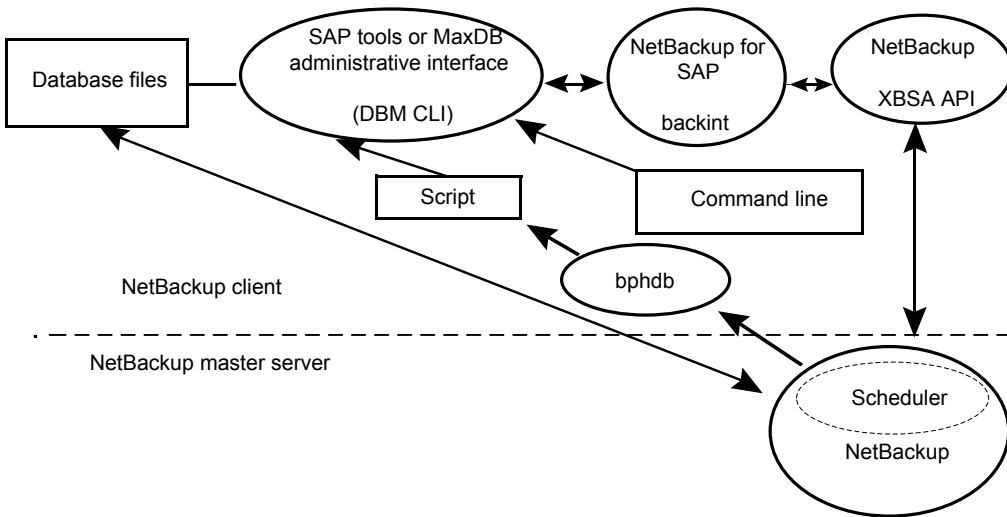 Database files
SAP tools or MaxDB
administrative interface
(DBM CLI)
NetBackup for
SAP
backint
NetBackup
XBSA API
Script
Command line
bphdb
NetBackup client
NetBackup master server
Scheduler
NetBackup